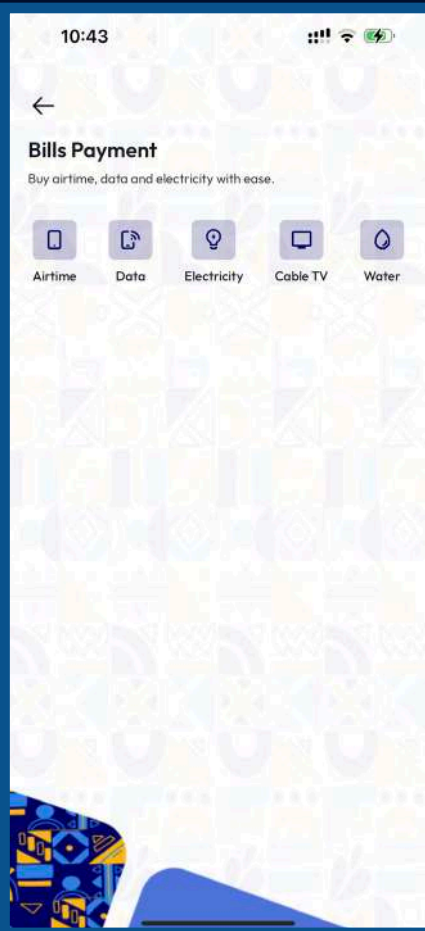 10:43
Bills Payment
Buy airtime, data and electricity with ease.
Airtime Data Electricity Cable TV Water